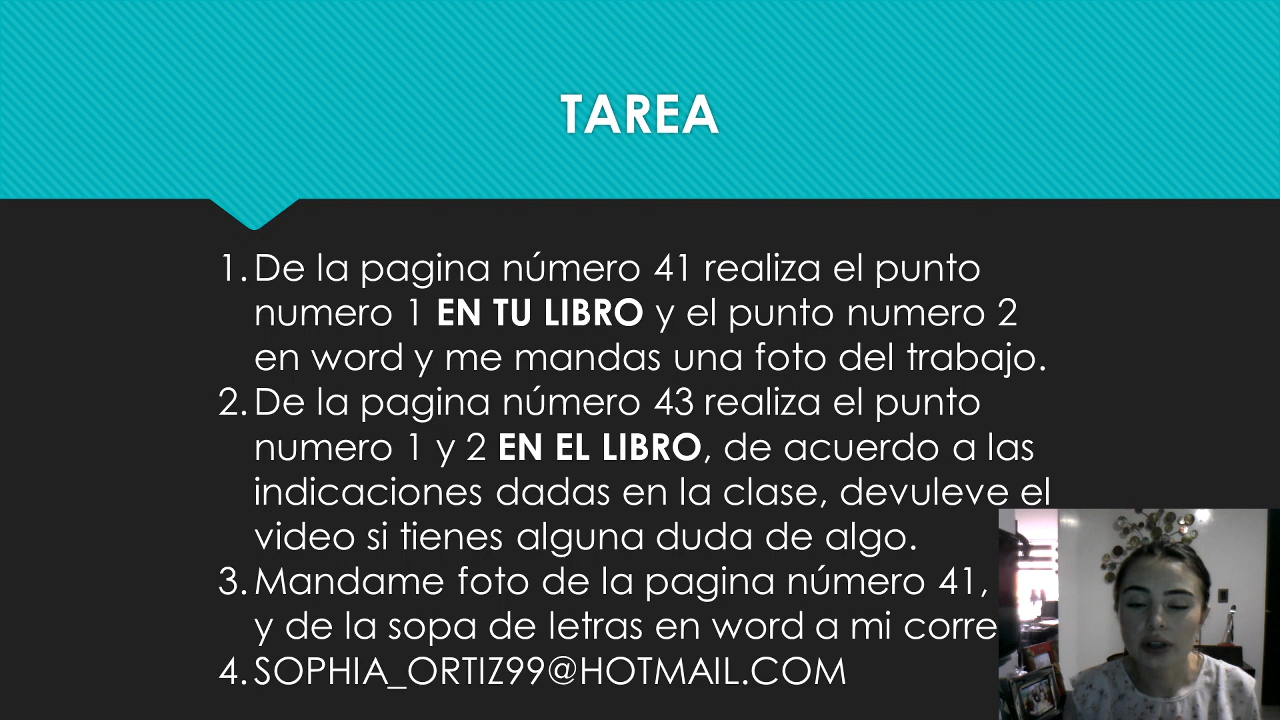 TAREA
1. De la pagina número 41 realiza el punto
numero 1 EN TU LIBRO y el punto numero 2
en word y me mandas una foto del trabajo.
2. De la pagina número 43 realiza el punto
numero 1 y 2 EN EL LIBRO, de acuerdo a las
indicaciones dadas en la clase, devuleve el
video si tienes alguna duda de algo.
3. Mandame foto de la pagina número 41,
y de la sopa de letras en word a mi corre
4. SOPHIA_ORTIZ99@HOTMAIL.COM